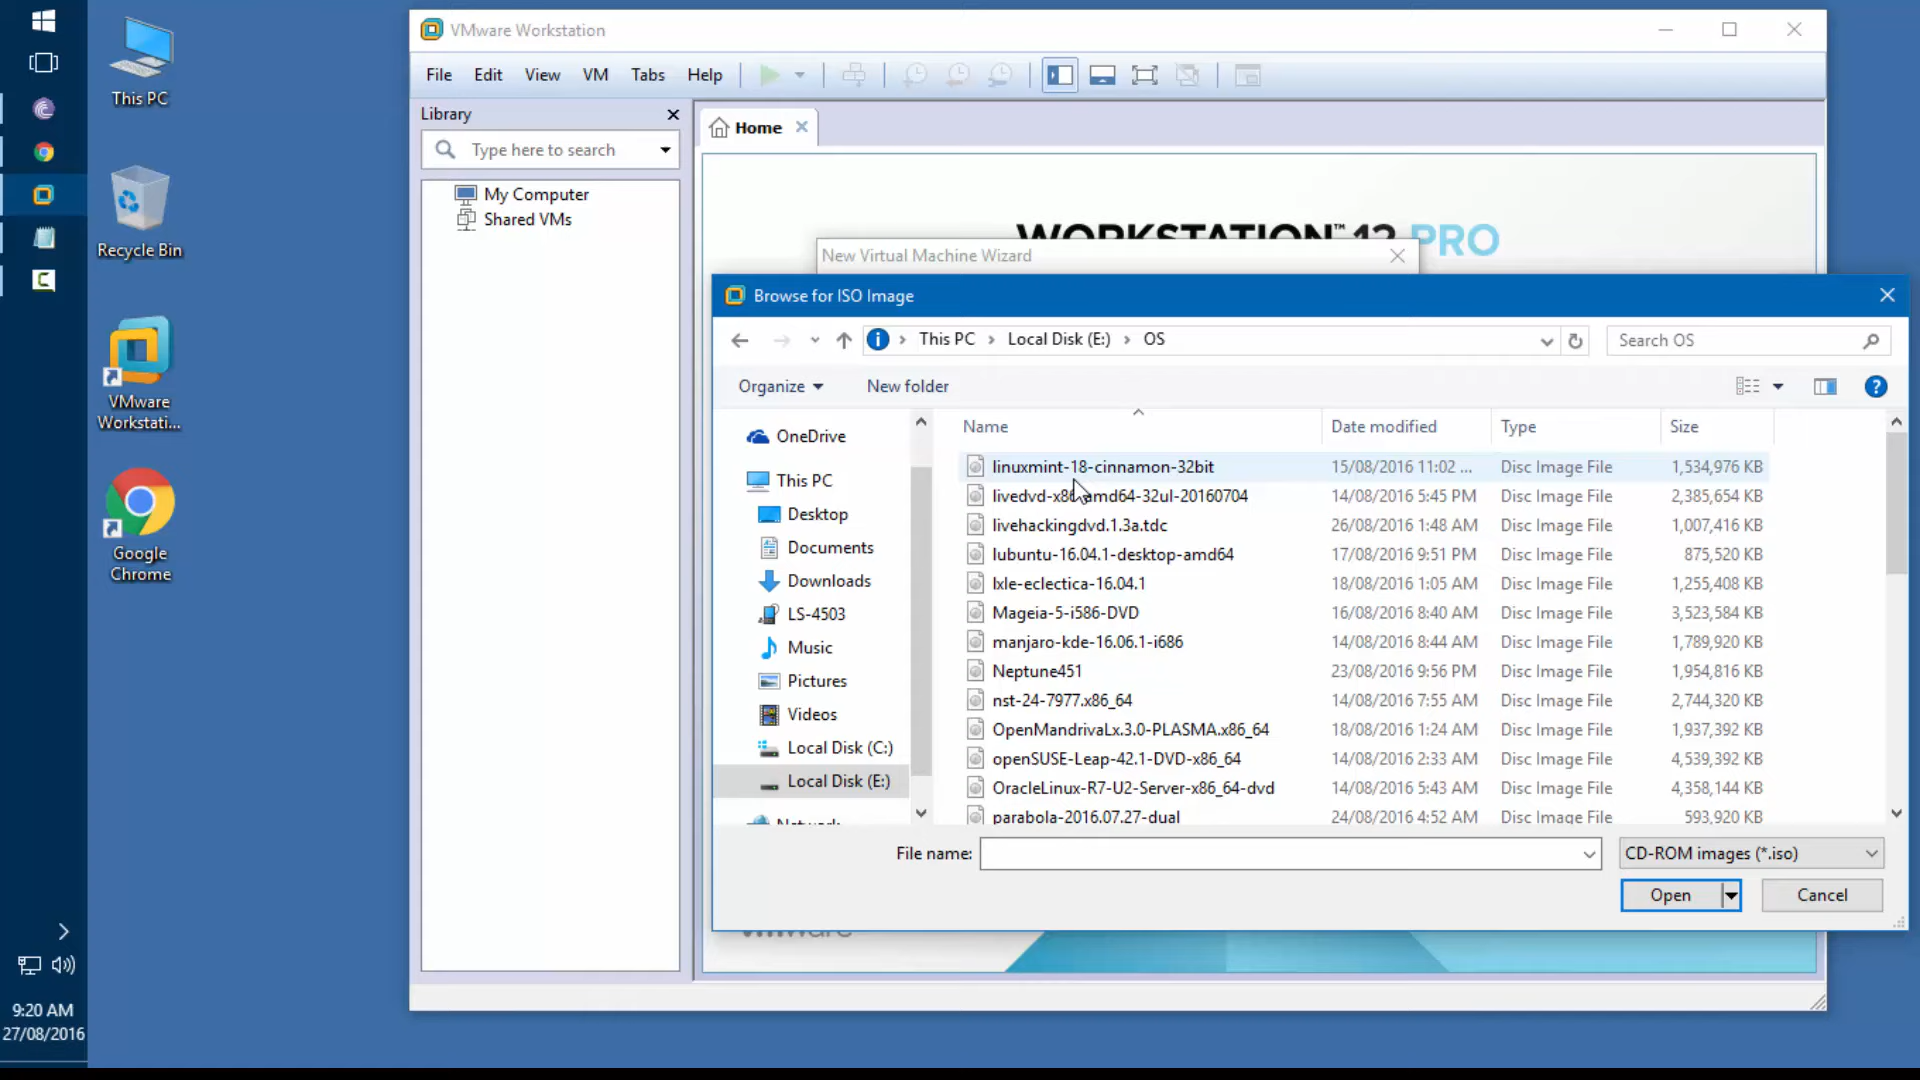 This PC
Recycle Bin
VMware
Workstati...
Google
Chrome
9:20 AM
27/08/2016
VMware Workstation
File Edit View VM Tabs Help
Library
Type here to search
My Computer
Shared VMs
Home
WORKSTATION™ 12 PRO
New Virtual Machine Wizard
Browse for ISO Image
This PC › Local Disk (E:) › OS
Search OS
Organize New folder
OneDrive
This PC
Desktop
Documents
Downloads
LS-4503
Music
Pictures
Videos
Local Disk (C:)
Local Disk (E:)
Network
Name Date modified Type Size
linuxmint-18-cinnamon-32bit 15/08/2016 11:02 ... Disc Image File 1,534,976 KB
livedvd-x86-amd64-32ul-20160704 14/08/2016 5:45 PM Disc Image File 2,385,654 KB
livehackingdvd.1.3a.tdc 26/08/2016 1:48 AM Disc Image File 1,007,416 KB
lubuntu-16.04.1-desktop-amd64 17/08/2016 9:51 PM Disc Image File 875,520 KB
lxle-eclectica-16.04.1 18/08/2016 1:05 AM Disc Image File 1,255,408 KB
Mageia-5-i586-DVD 16/08/2016 8:40 AM Disc Image File 3,523,584 KB
manjaro-kde-16.06.1-i686 14/08/2016 8:44 AM Disc Image File 1,789,920 KB
Neptune451 23/08/2016 9:56 PM Disc Image File 1,954,816 KB
nst-24-7977.x86_64 14/08/2016 7:55 AM Disc Image File 2,744,320 KB
OpenMandrivaLx.3.0-PLASMA.x86_64 18/08/2016 1:24 AM Disc Image File 1,937,392 KB
openSUSE-Leap-42.1-DVD-x86_64 14/08/2016 2:33 AM Disc Image File 4,539,392 KB
OracleLinux-R7-U2-Server-x86_64-dvd 14/08/2016 5:43 AM Disc Image File 4,358,144 KB
parabola-2016.07.27-dual 24/08/2016 4:52 AM Disc Image File 593,920 KB
File name: CD-ROM images (*.iso)
Open Cancel
vmware